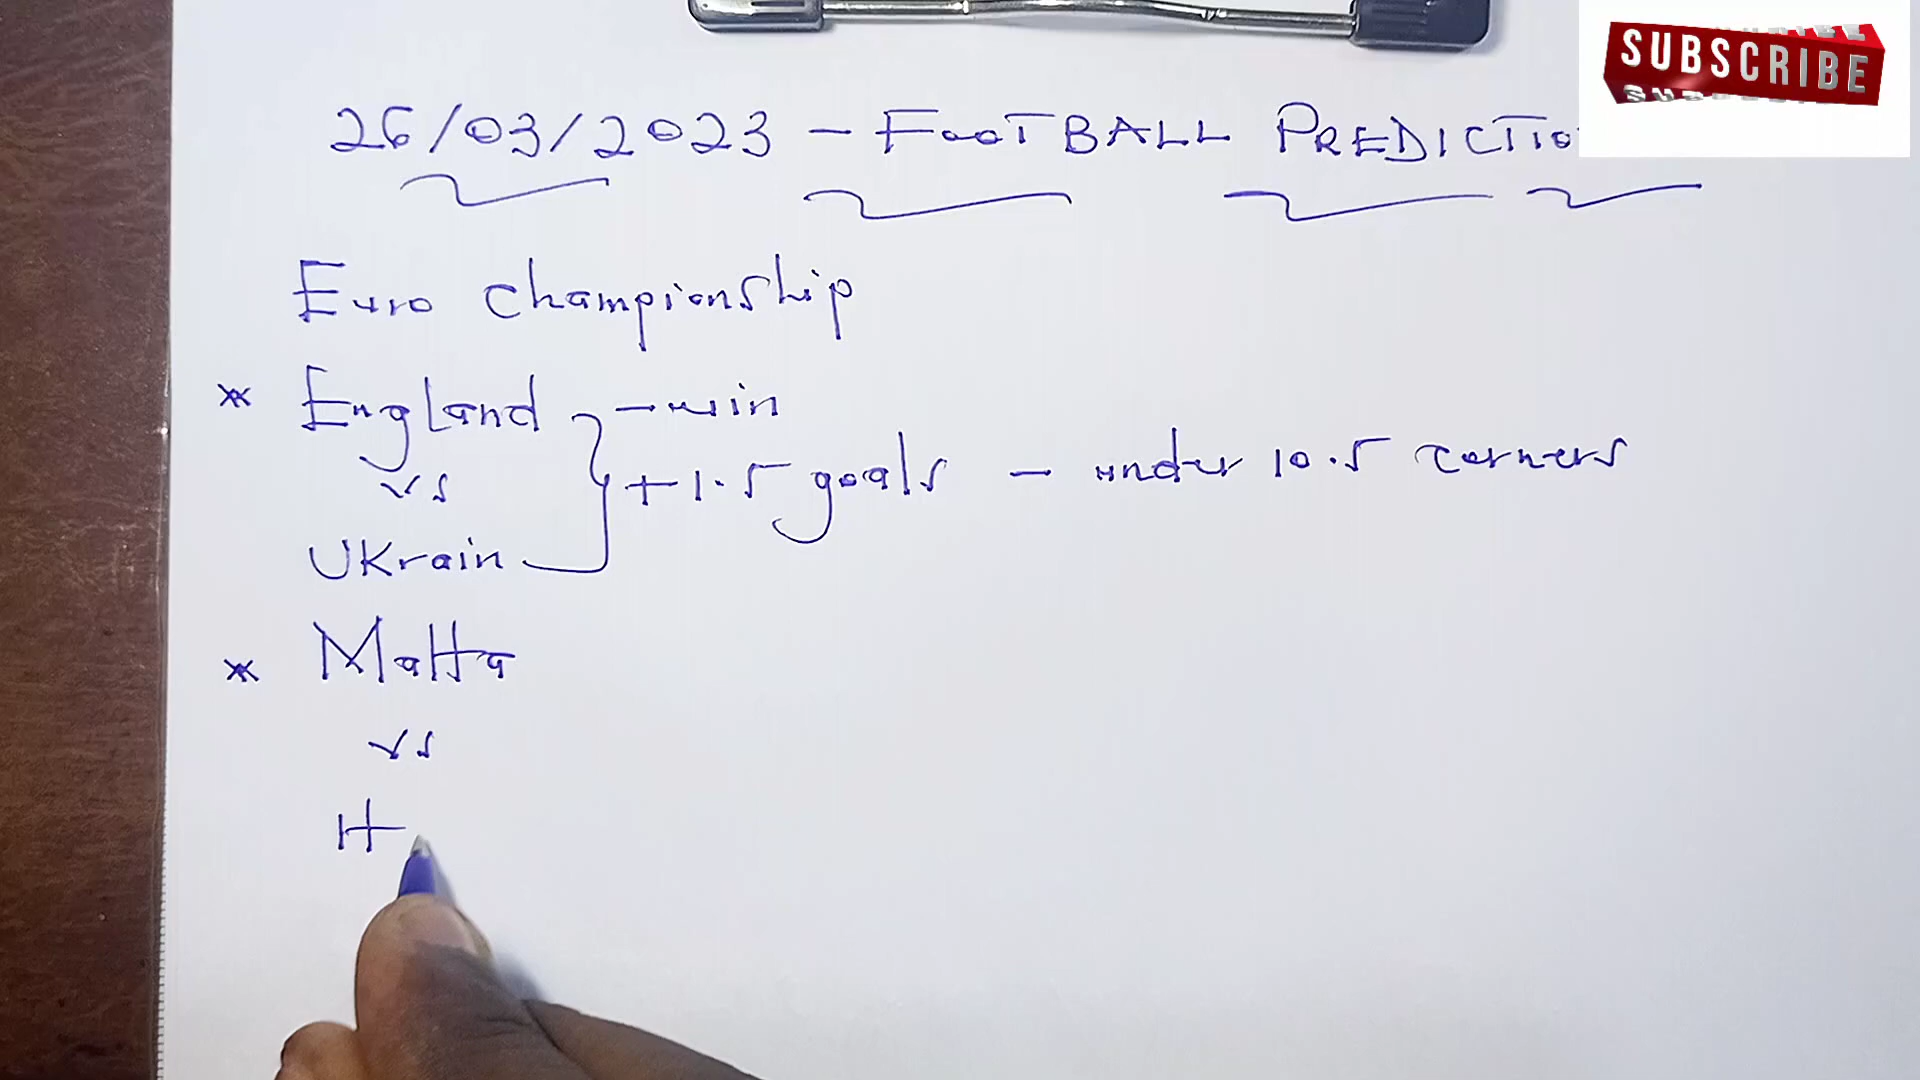 SUBSCRIBE
26/03/2023 - FOOTBALL PREDICTIO
Euro championship
* England - win
vs + 1.5 goals - under 10.5 corners
UKrain
* Malta
vs
It